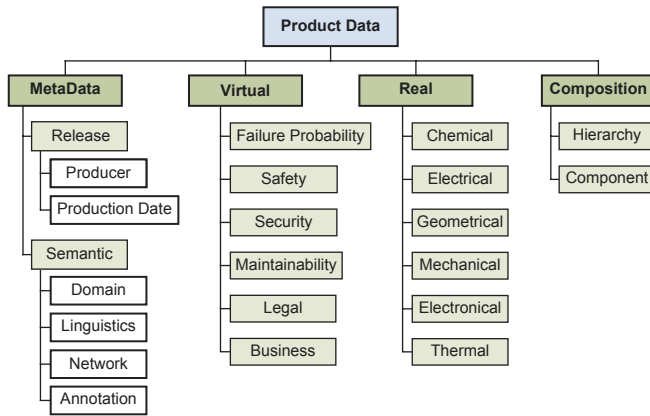 Product Data
MetaData
Virtual
Real
Composition
Release
Producer
Production Date
Semantic
Domain
Linguistics
Network
Annotation
Failure Probability
Safety
Security
Maintainability
Legal
Business
Chemical
Electrical
Geometrical
Mechanical
Electronical
Thermal
Hierarchy
Component